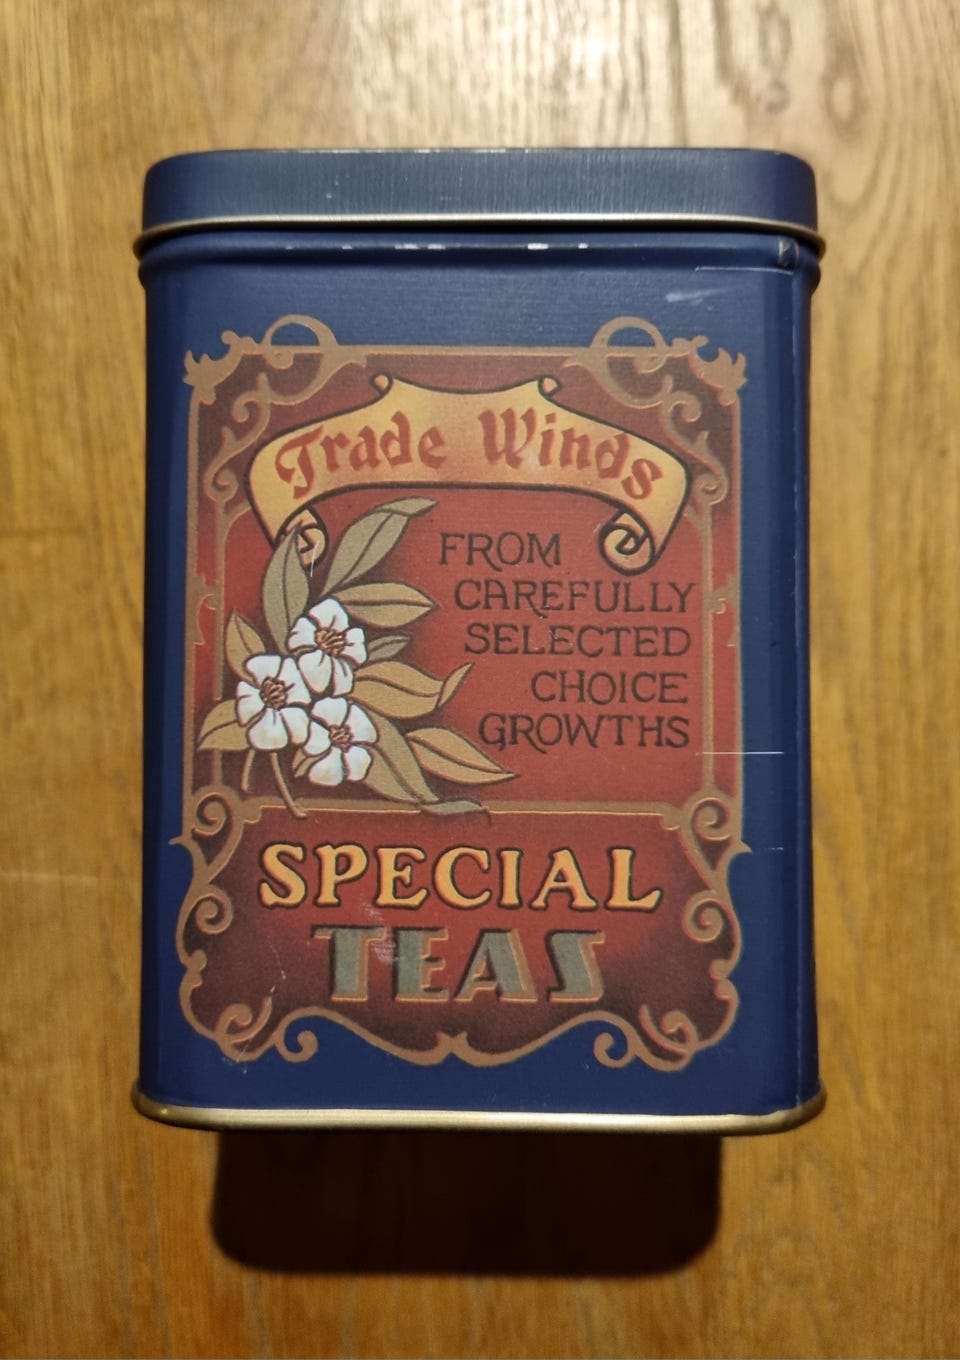 Trade Winds
FROM
CAREFULLY
SELECTED
CHOICE
GROWTHS
SPECIAL
TEAS